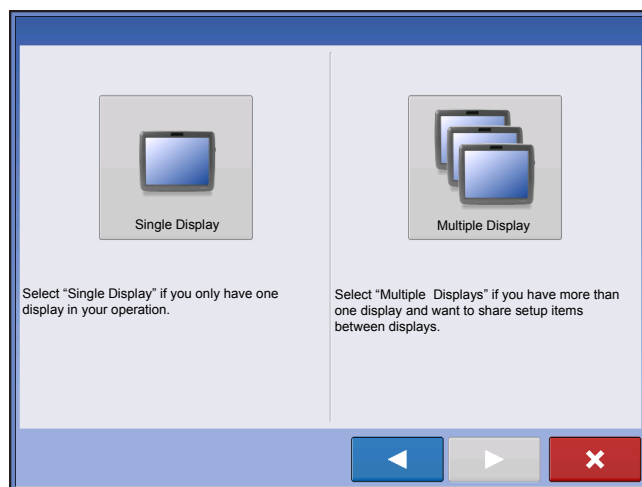 Single Display
Select “Single Display” if you only have one
display in your operation.
Multiple Display
Select “Multiple  Displays” if you have more than
one display and want to share setup items
between displays.